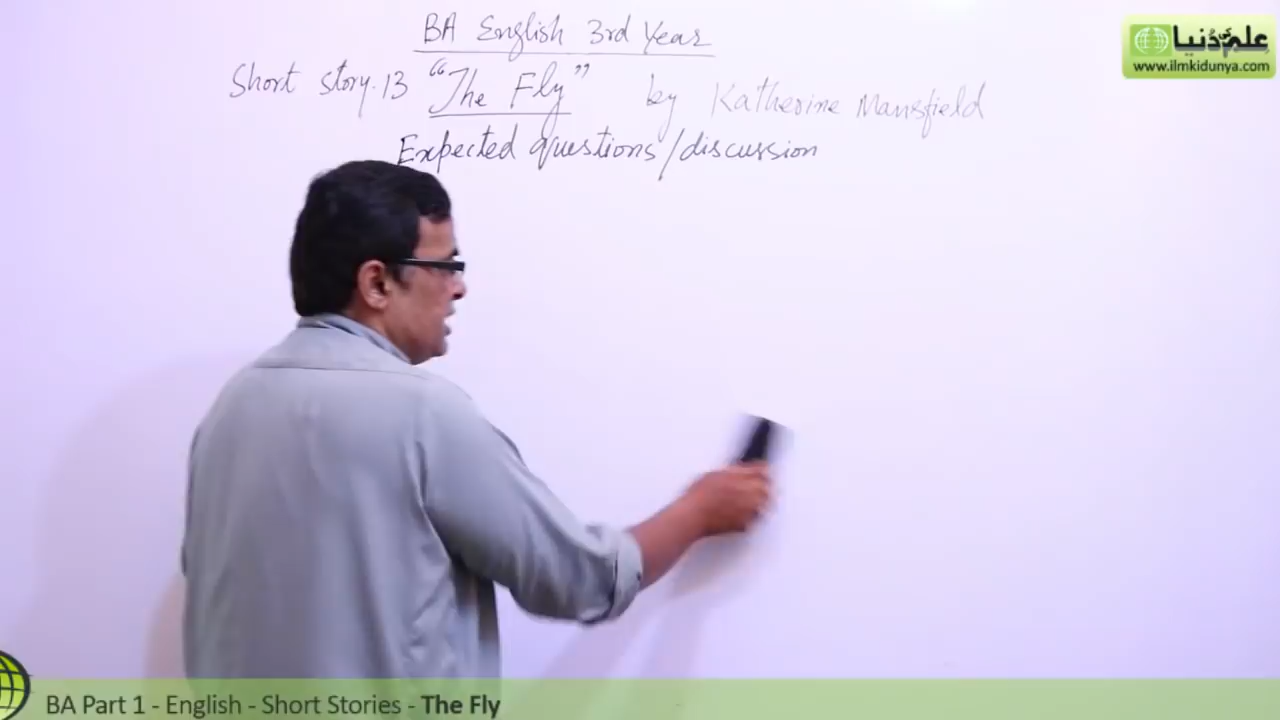 BA English 3rd Year
Short story.13 "The Fly" by Katherine Mansfield
Expected questions/discussion
علم کی دُنیا
www.ilmkidunya.com
BA Part 1 - English - Short Stories - The Fly